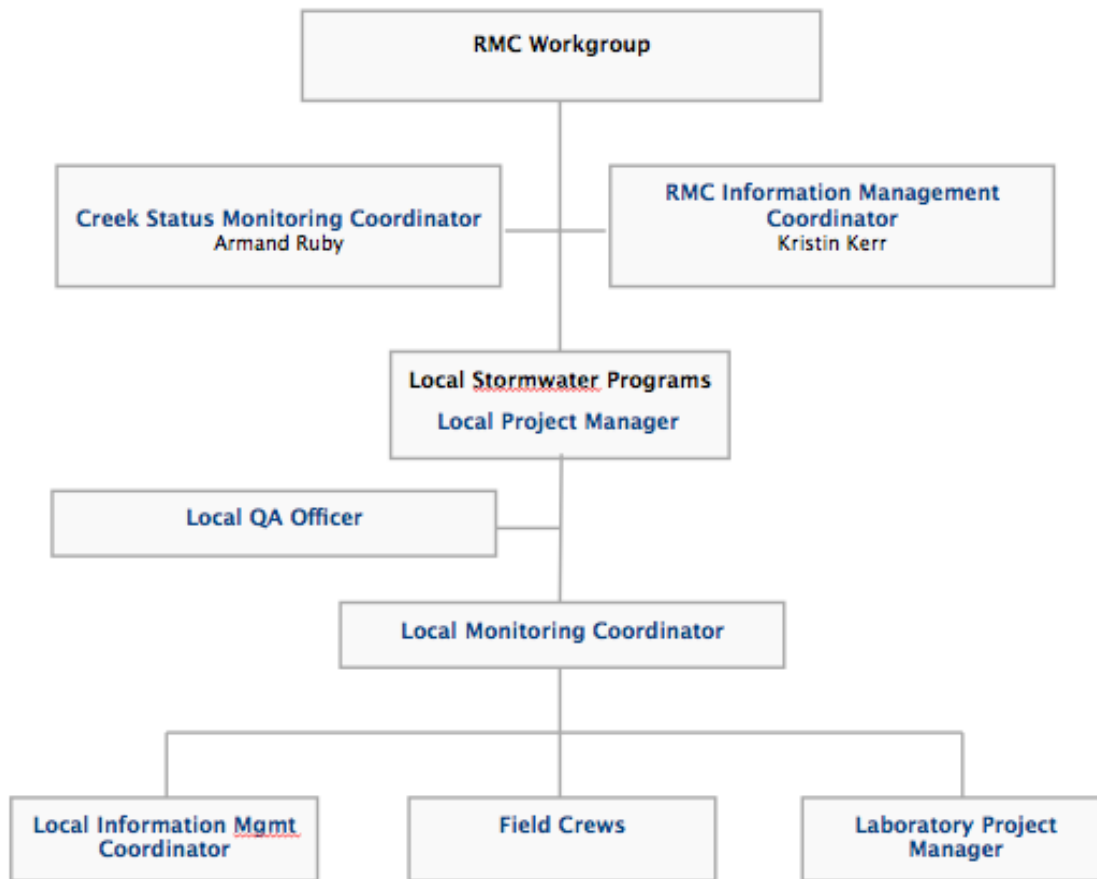 RMC Workgroup
Creek Status Monitoring Coordinator
Armand Ruby
RMC Information Management
Coordinator
Kristin Kerr
Local Stormwater Programs
Local Project Manager
Local QA Officer
Local Monitoring Coordinator
Local Information Mgmt
Coordinator
Field Crews
Laboratory Project
Manager